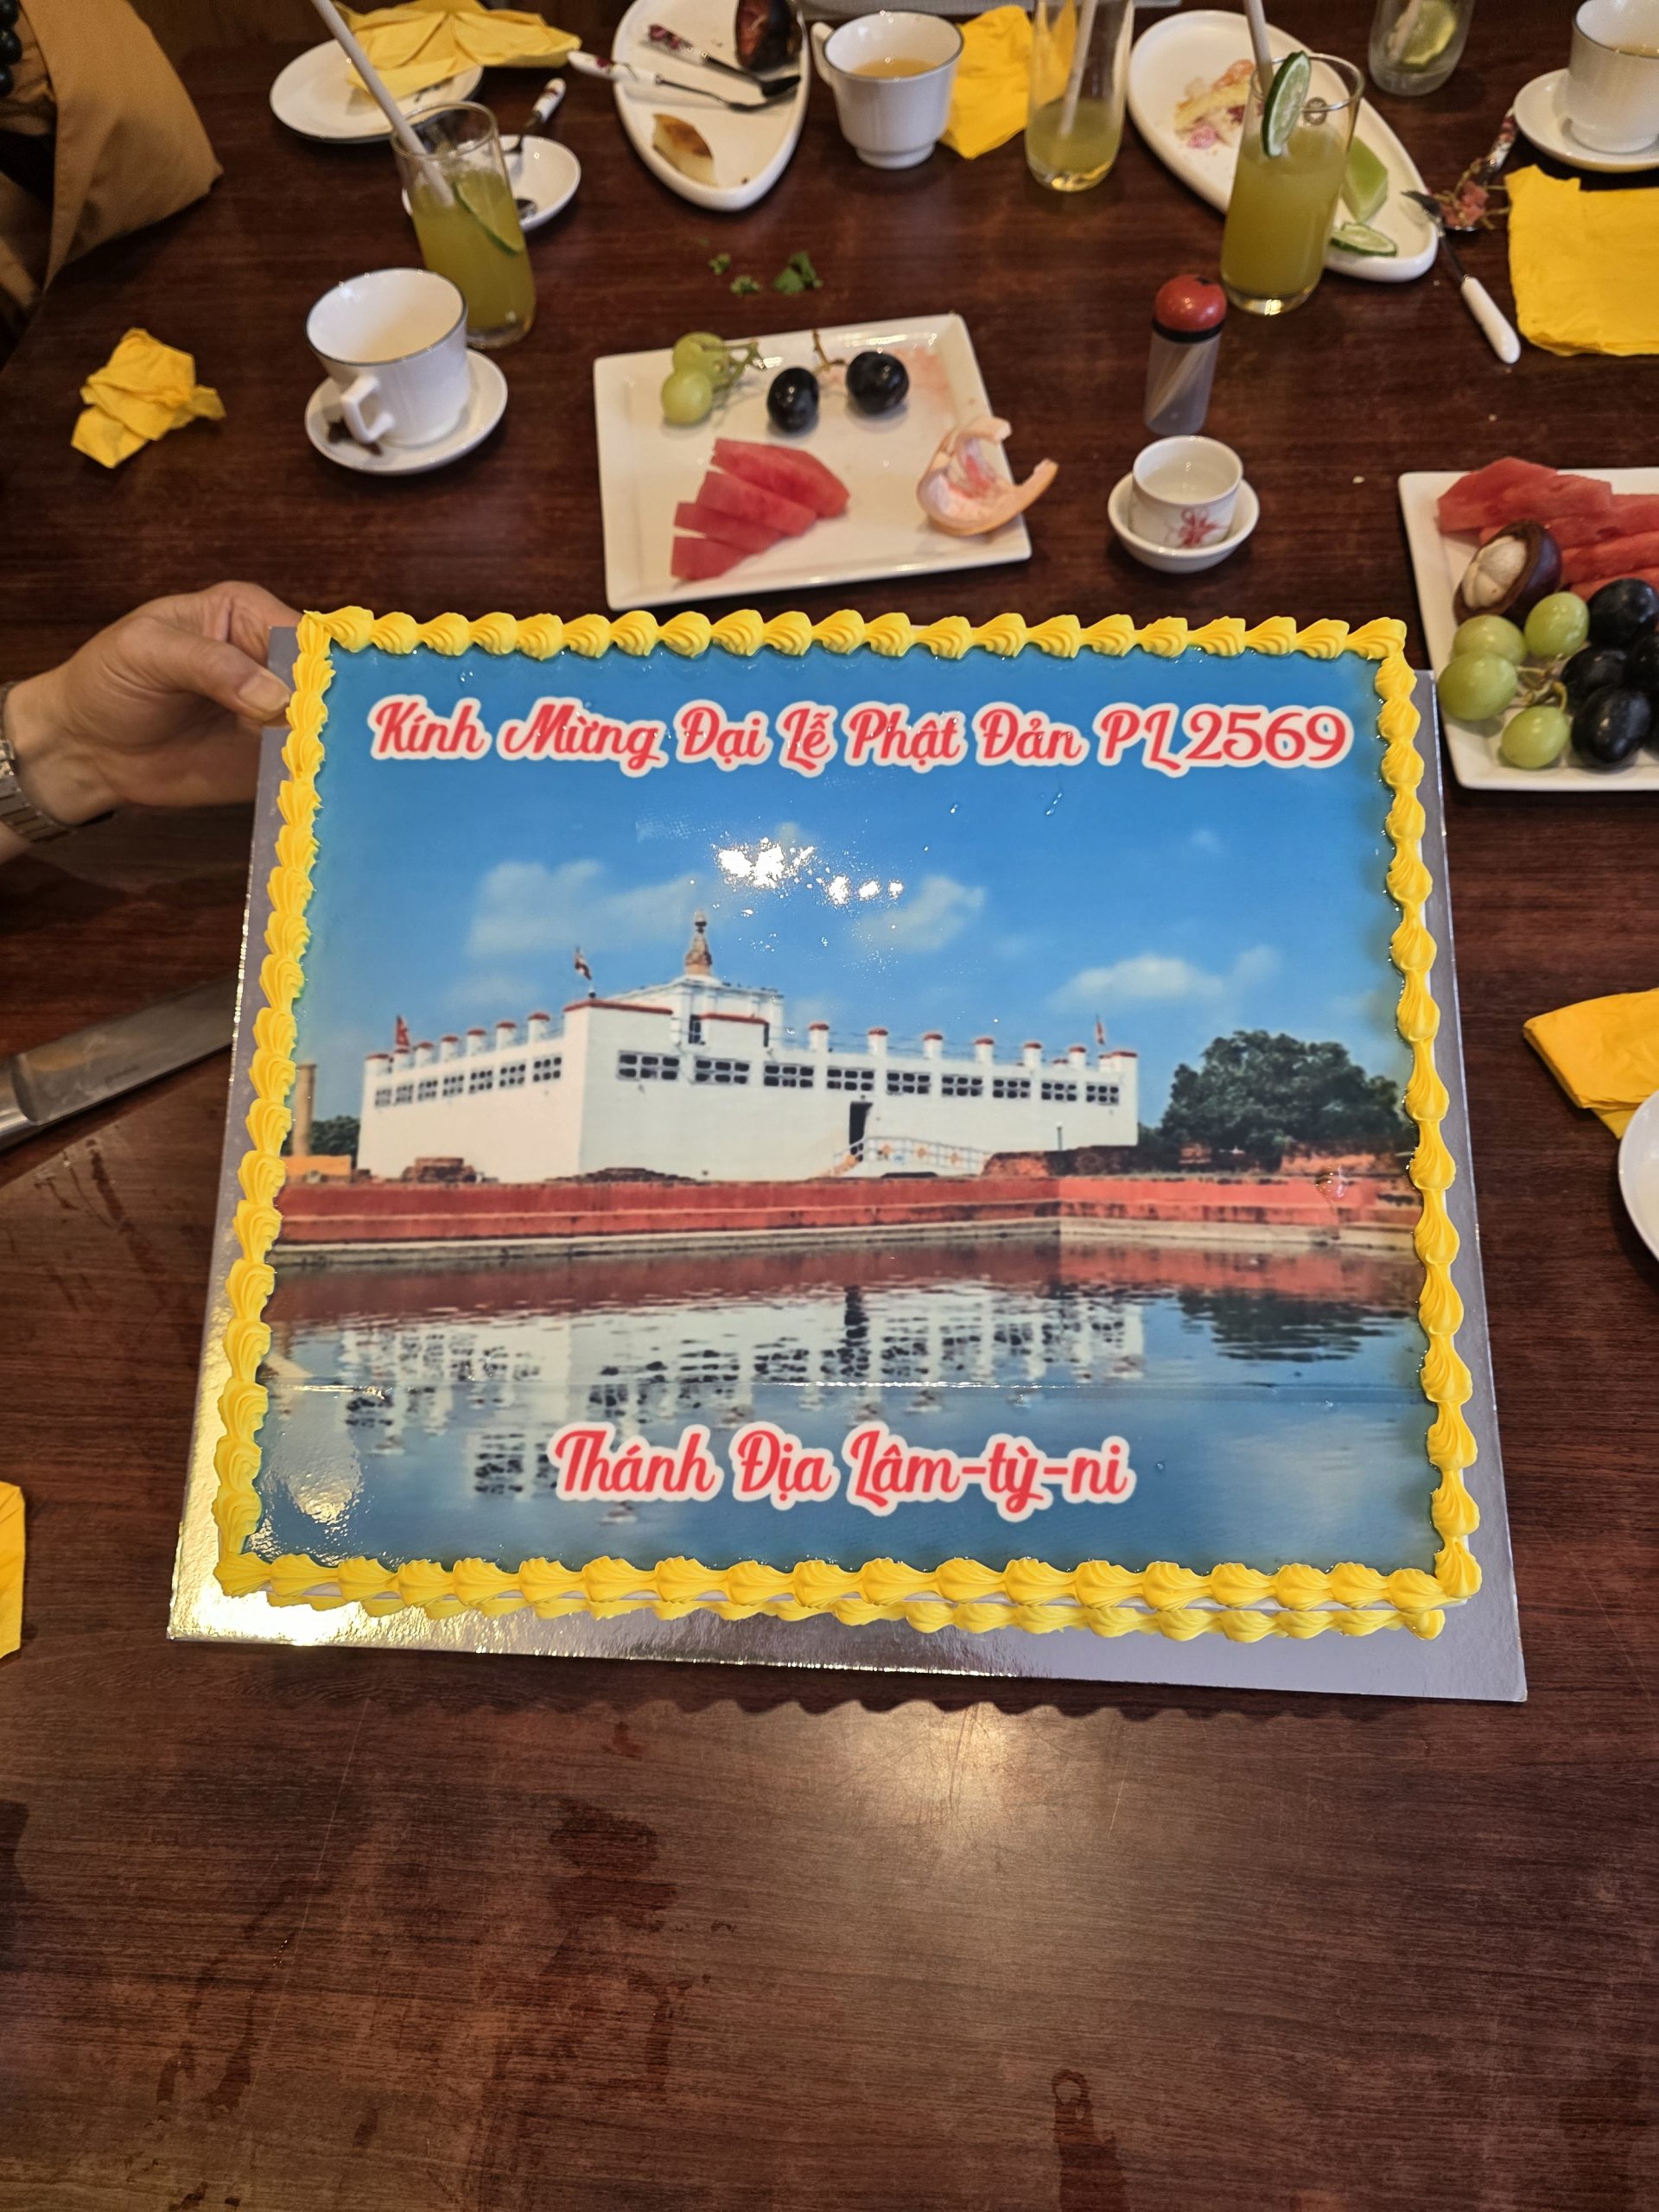 Kính Mừng Đại Lễ Phật Đản PL 2569
Thánh Địa Lâm-tỳ-ni